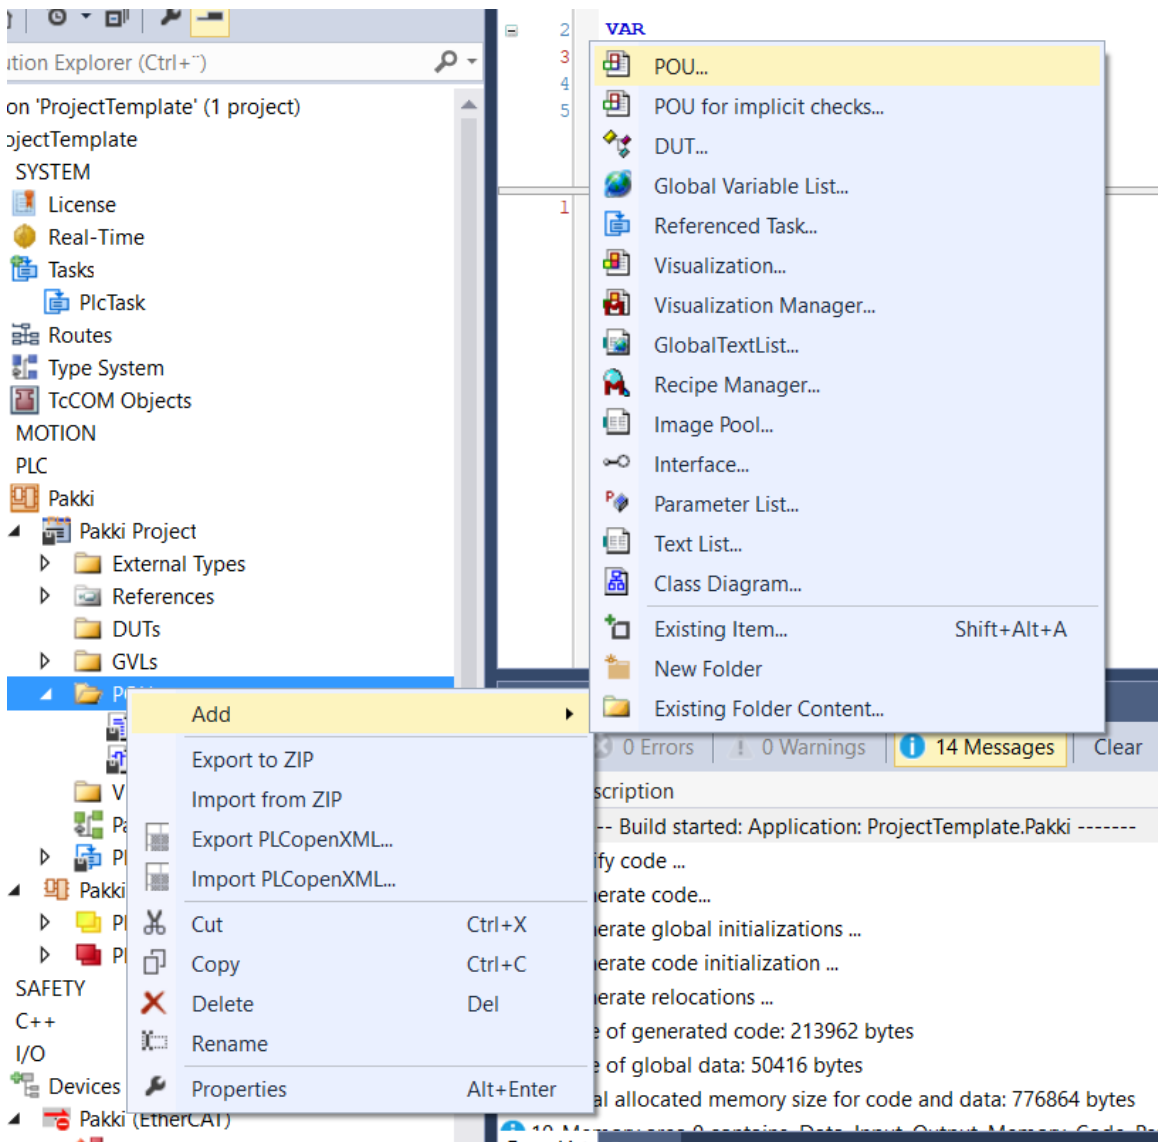 2 VAR
3
4
5
1
ution Explorer (Ctrl+¨)
on 'ProjectTemplate' (1 project)
ojectTemplate
SYSTEM
License
Real-Time
Tasks
PlcTask
Routes
Type System
TcCOM Objects
MOTION
PLC
Pakki
Pakki Project
External Types
References
DUTs
GVLs
V
Pa
Pl
Pakki
Pl
Pl
SAFETY
C++
I/O
Devices
Pakki (EtherCAT)
Add
Export to ZIP
Import from ZIP
Export PLCopenXML...
Import PLCopenXML...
Cut Ctrl+X
Copy Ctrl+C
Delete Del
Rename
Properties Alt+Enter
POU...
POU for implicit checks...
DUT...
Global Variable List...
Referenced Task...
Visualization...
Visualization Manager...
GlobalTextList...
Recipe Manager...
Image Pool...
Interface...
Parameter List...
Text List...
Class Diagram...
Existing Item... Shift+Alt+A
New Folder
Existing Folder Content...
0 Errors 0 Warnings 14 Messages Clear
scription
-- Build started: Application: ProjectTemplate.Pakki -------
ify code ...
erate code...
erate global initializations ...
erate code initialization ...
erate relocations ...
e of generated code: 213962 bytes
e of global data: 50416 bytes
al allocated memory size for code and data: 776864 bytes